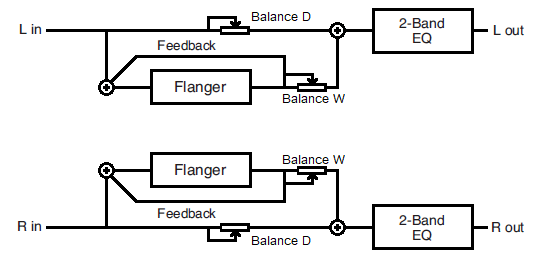 Balance D
L in
2-Band
EQ
L out
Feedback
Flanger
Balance W
Balance W
Flanger
Feedback
R in
Balance D
2-Band
EQ
R out